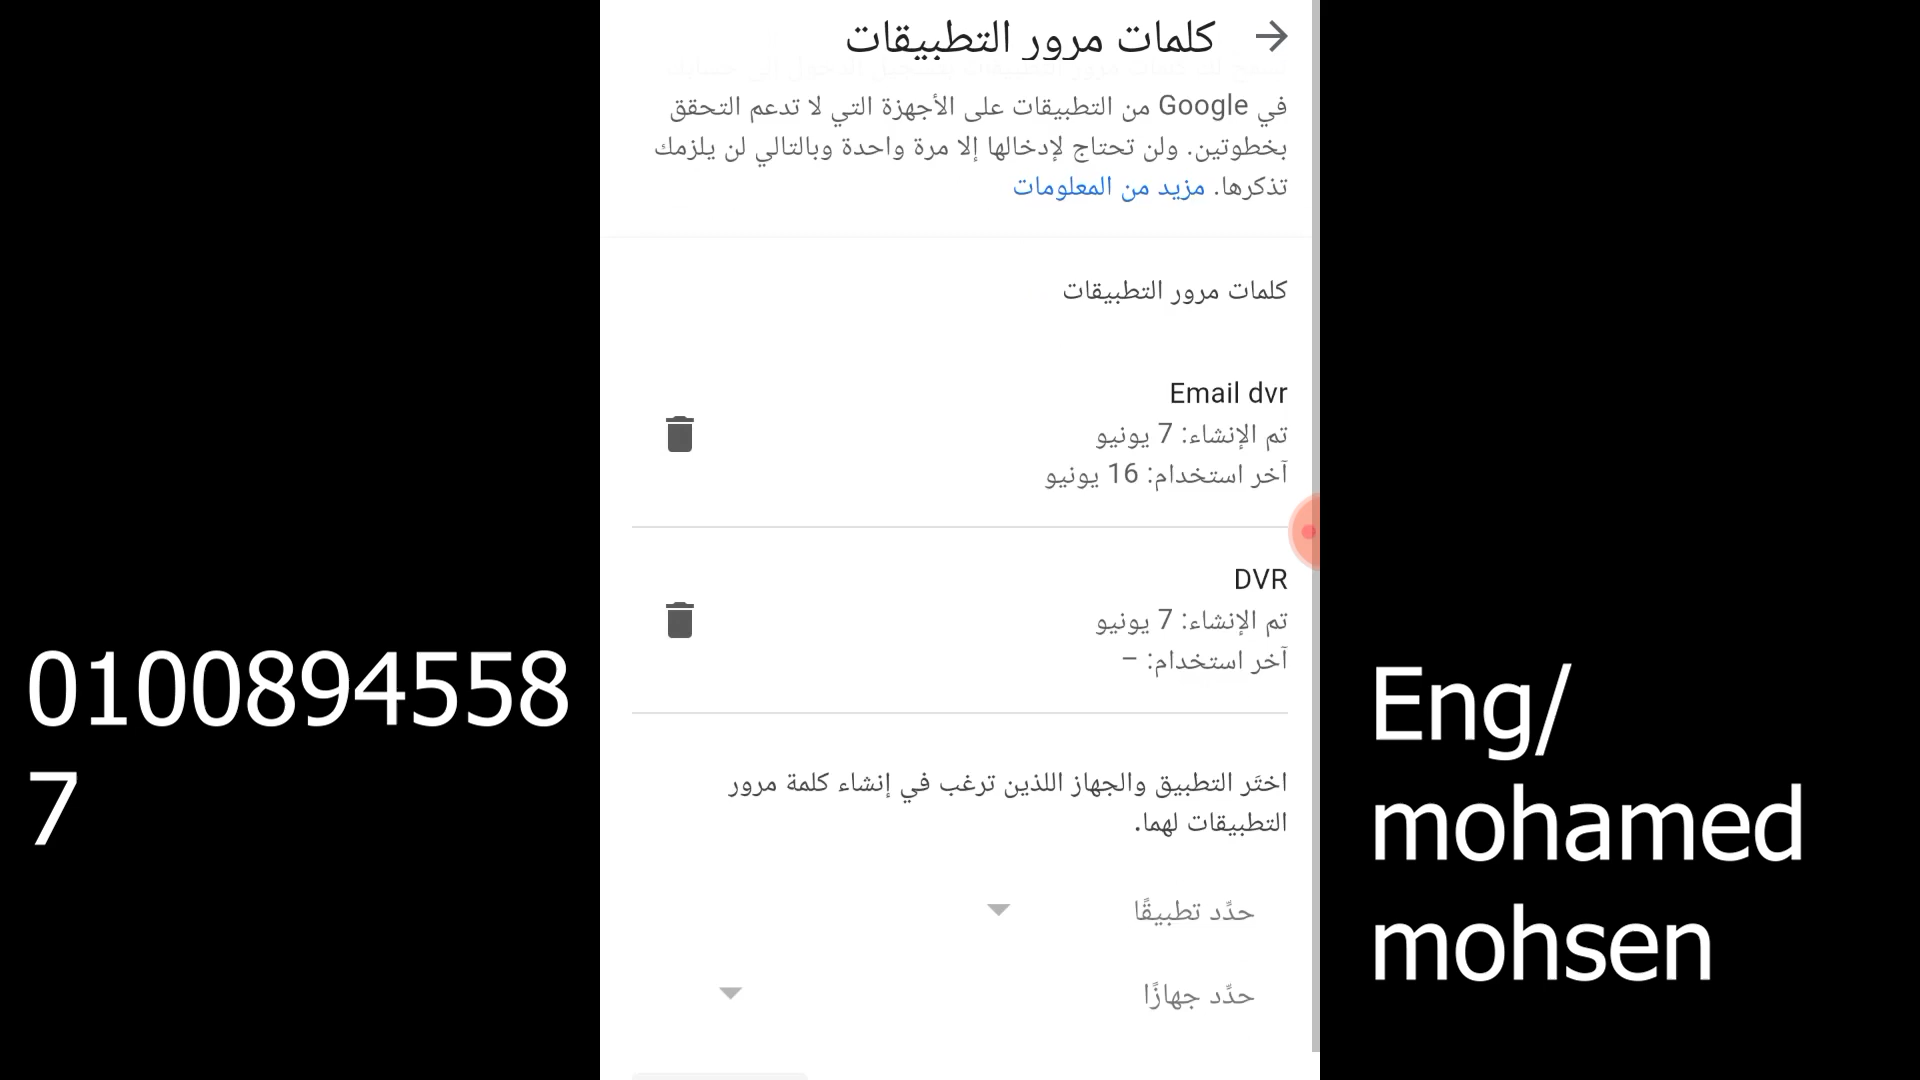 كلمات مرور التطبيقات
في Google من التطبيقات على الأجهزة التي لا تدعم التحقق
بخطوتين. ولن تحتاج لإدخالها إلا مرة واحدة وبالتالي لن يلزمك
تذكرها. مزيد من المعلومات
كلمات مرور التطبيقات
Email dvr
تم الإنشاء: 7 يونيو
آخر استخدام: 16 يونيو
DVR
تم الإنشاء: 7 يونيو
آخر استخدام: –
اختَر التطبيق والجهاز اللذين ترغب في إنشاء كلمة مرور
التطبيقات لهما.
حدِّد تطبيقًا
حدِّد جهازًا
0100894558
7
Eng/
mohamed
mohsen